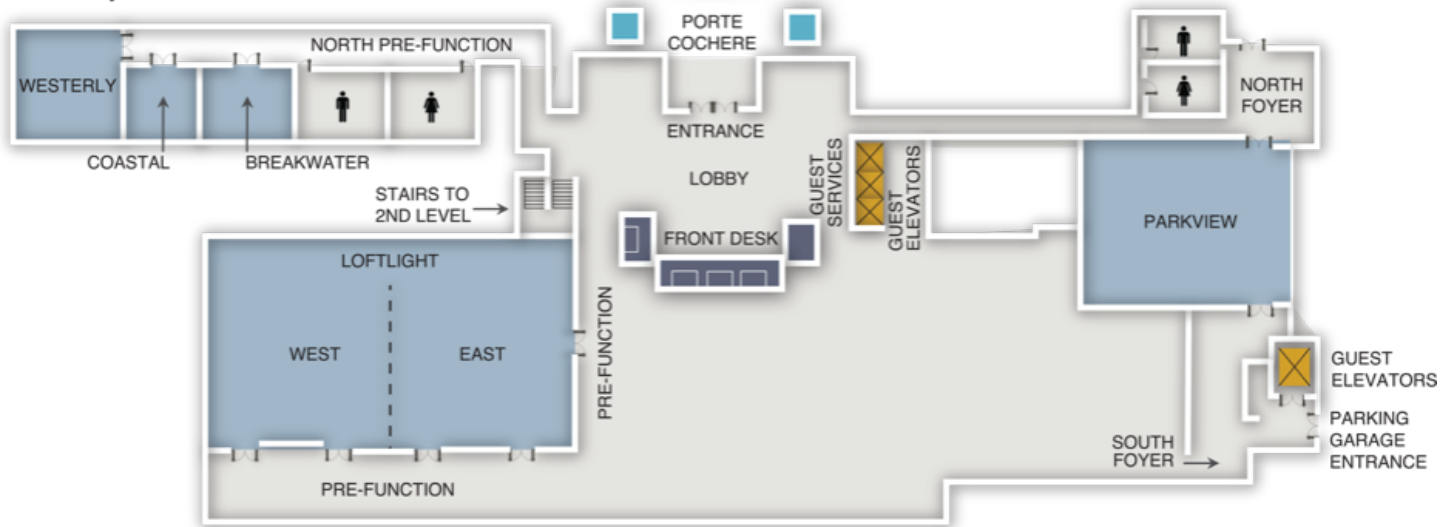 PORTE
COCHERE
NORTH PRE-FUNCTION
WESTERLY
NORTH
FOYER
ENTRANCE
COASTAL
BREAKWATER
LOBBY
GUEST
SERVICES
GUEST
ELEVATORS
STAIRS TO
2ND LEVEL
PARKVIEW
FRONT DESK
LOFTLIGHT
WEST
EAST
PRE-FUNCTION
GUEST
ELEVATORS
PARKING
GARAGE
ENTRANCE
SOUTH
FOYER
PRE-FUNCTION